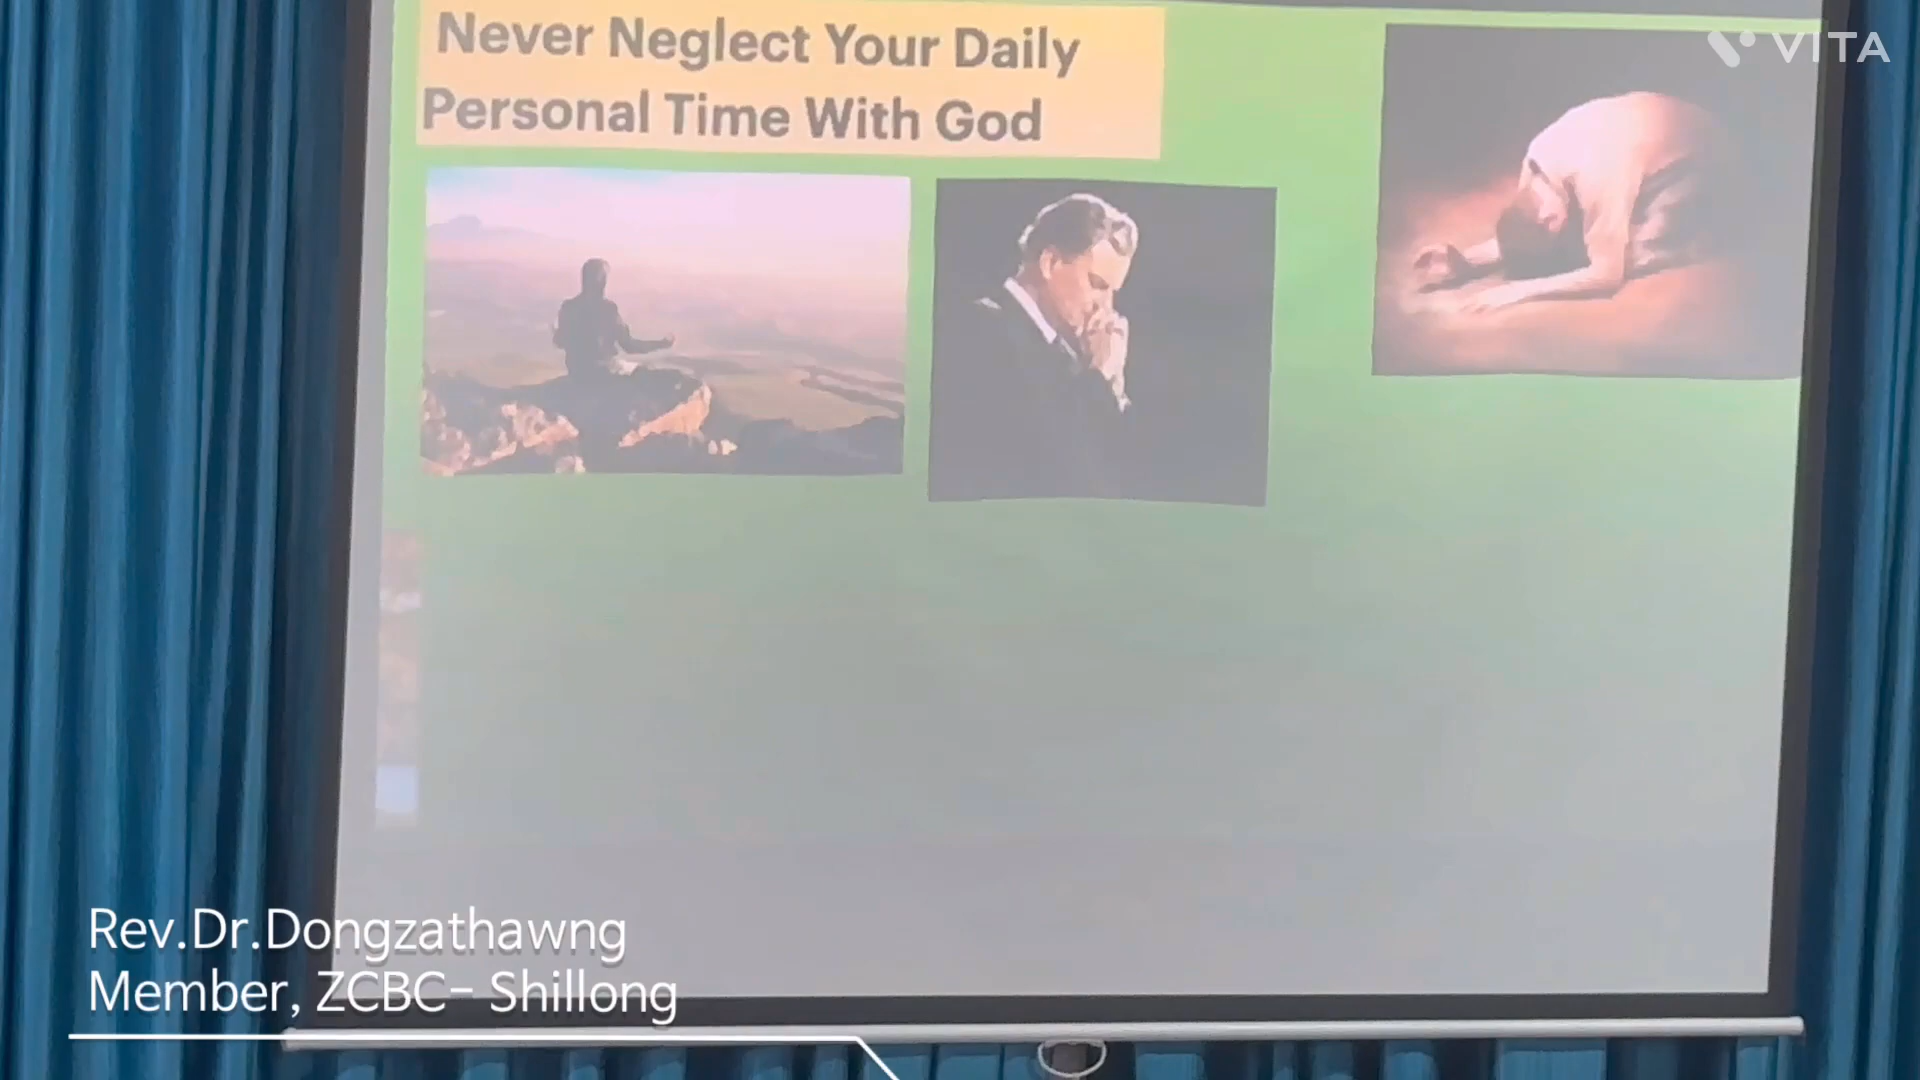 Never Neglect Your Daily
Personal Time With God
VITA
Rev.Dr.Dongzathawng
Member, ZCBC- Shillong